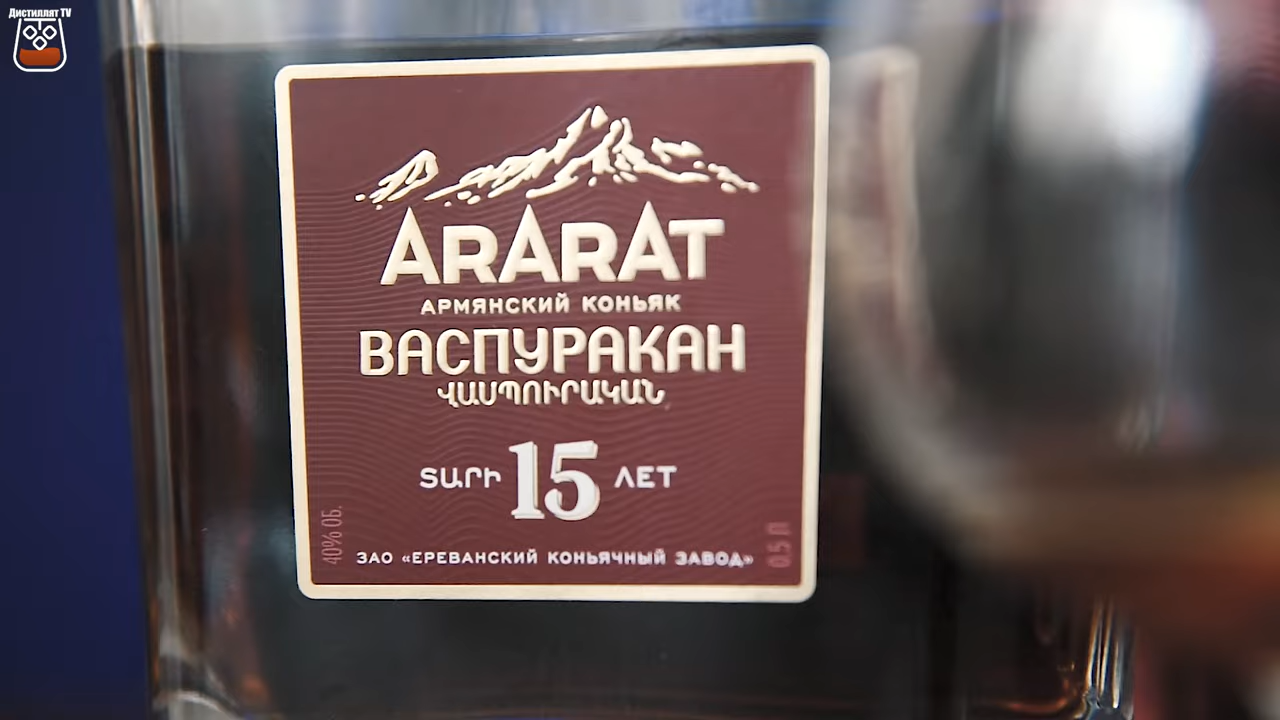 Дистиллят TV
ARARAT
АРМЯНСКИЙ КОНЬЯК
ВАСПУРАКАН
ՎԱՍՊՈՒՐԱԿԱՆ
ՏԱՐԻ 15 ЛЕТ
40% ОБ.
ЗАО «ЕРЕВАНСКИЙ КОНЬЯЧНЫЙ ЗАВОД»
0.5 Л